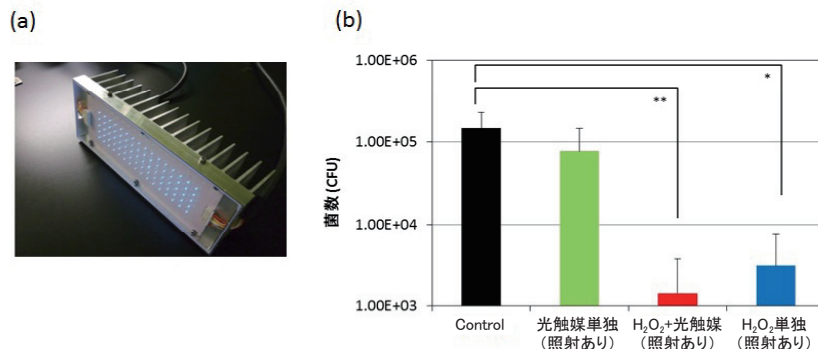 (a)
(b)
1.00E+06
1.00E+05
1.00E+04
1.00E+03
菌数 (CFU)
*
**
Control
光触媒単独
(照射あり)
H₂O₂+光触媒
(照射あり)
H₂O₂単独
(照射あり)